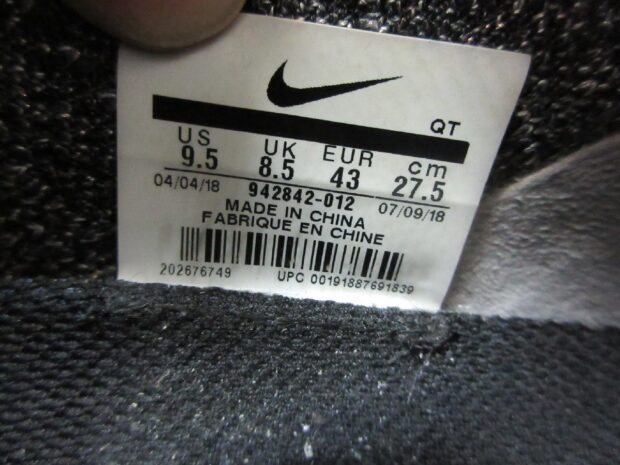 QT
US UK EUR cm
9.5 8.5 43 27.5
04/04/18 942842-012 07/09/18
MADE IN CHINA
FABRIQUE EN CHINE
202676749 UPC 00191887691839